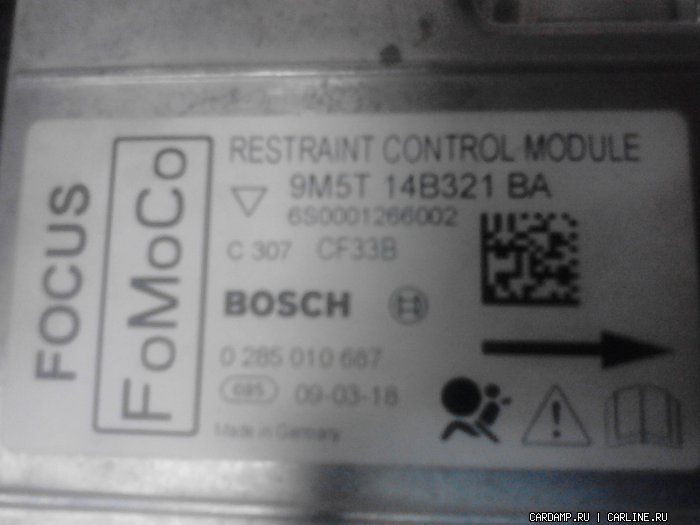 FOCUS
FoMoCo
RESTRAINT CONTROL MODULE
9M5T 14B321 BA
6S0001266002
C 307 CF33B
BOSCH
0 285 010 687
695 09-03-18
Made in Germany
CARDAMP.RU | CARLINE.RU